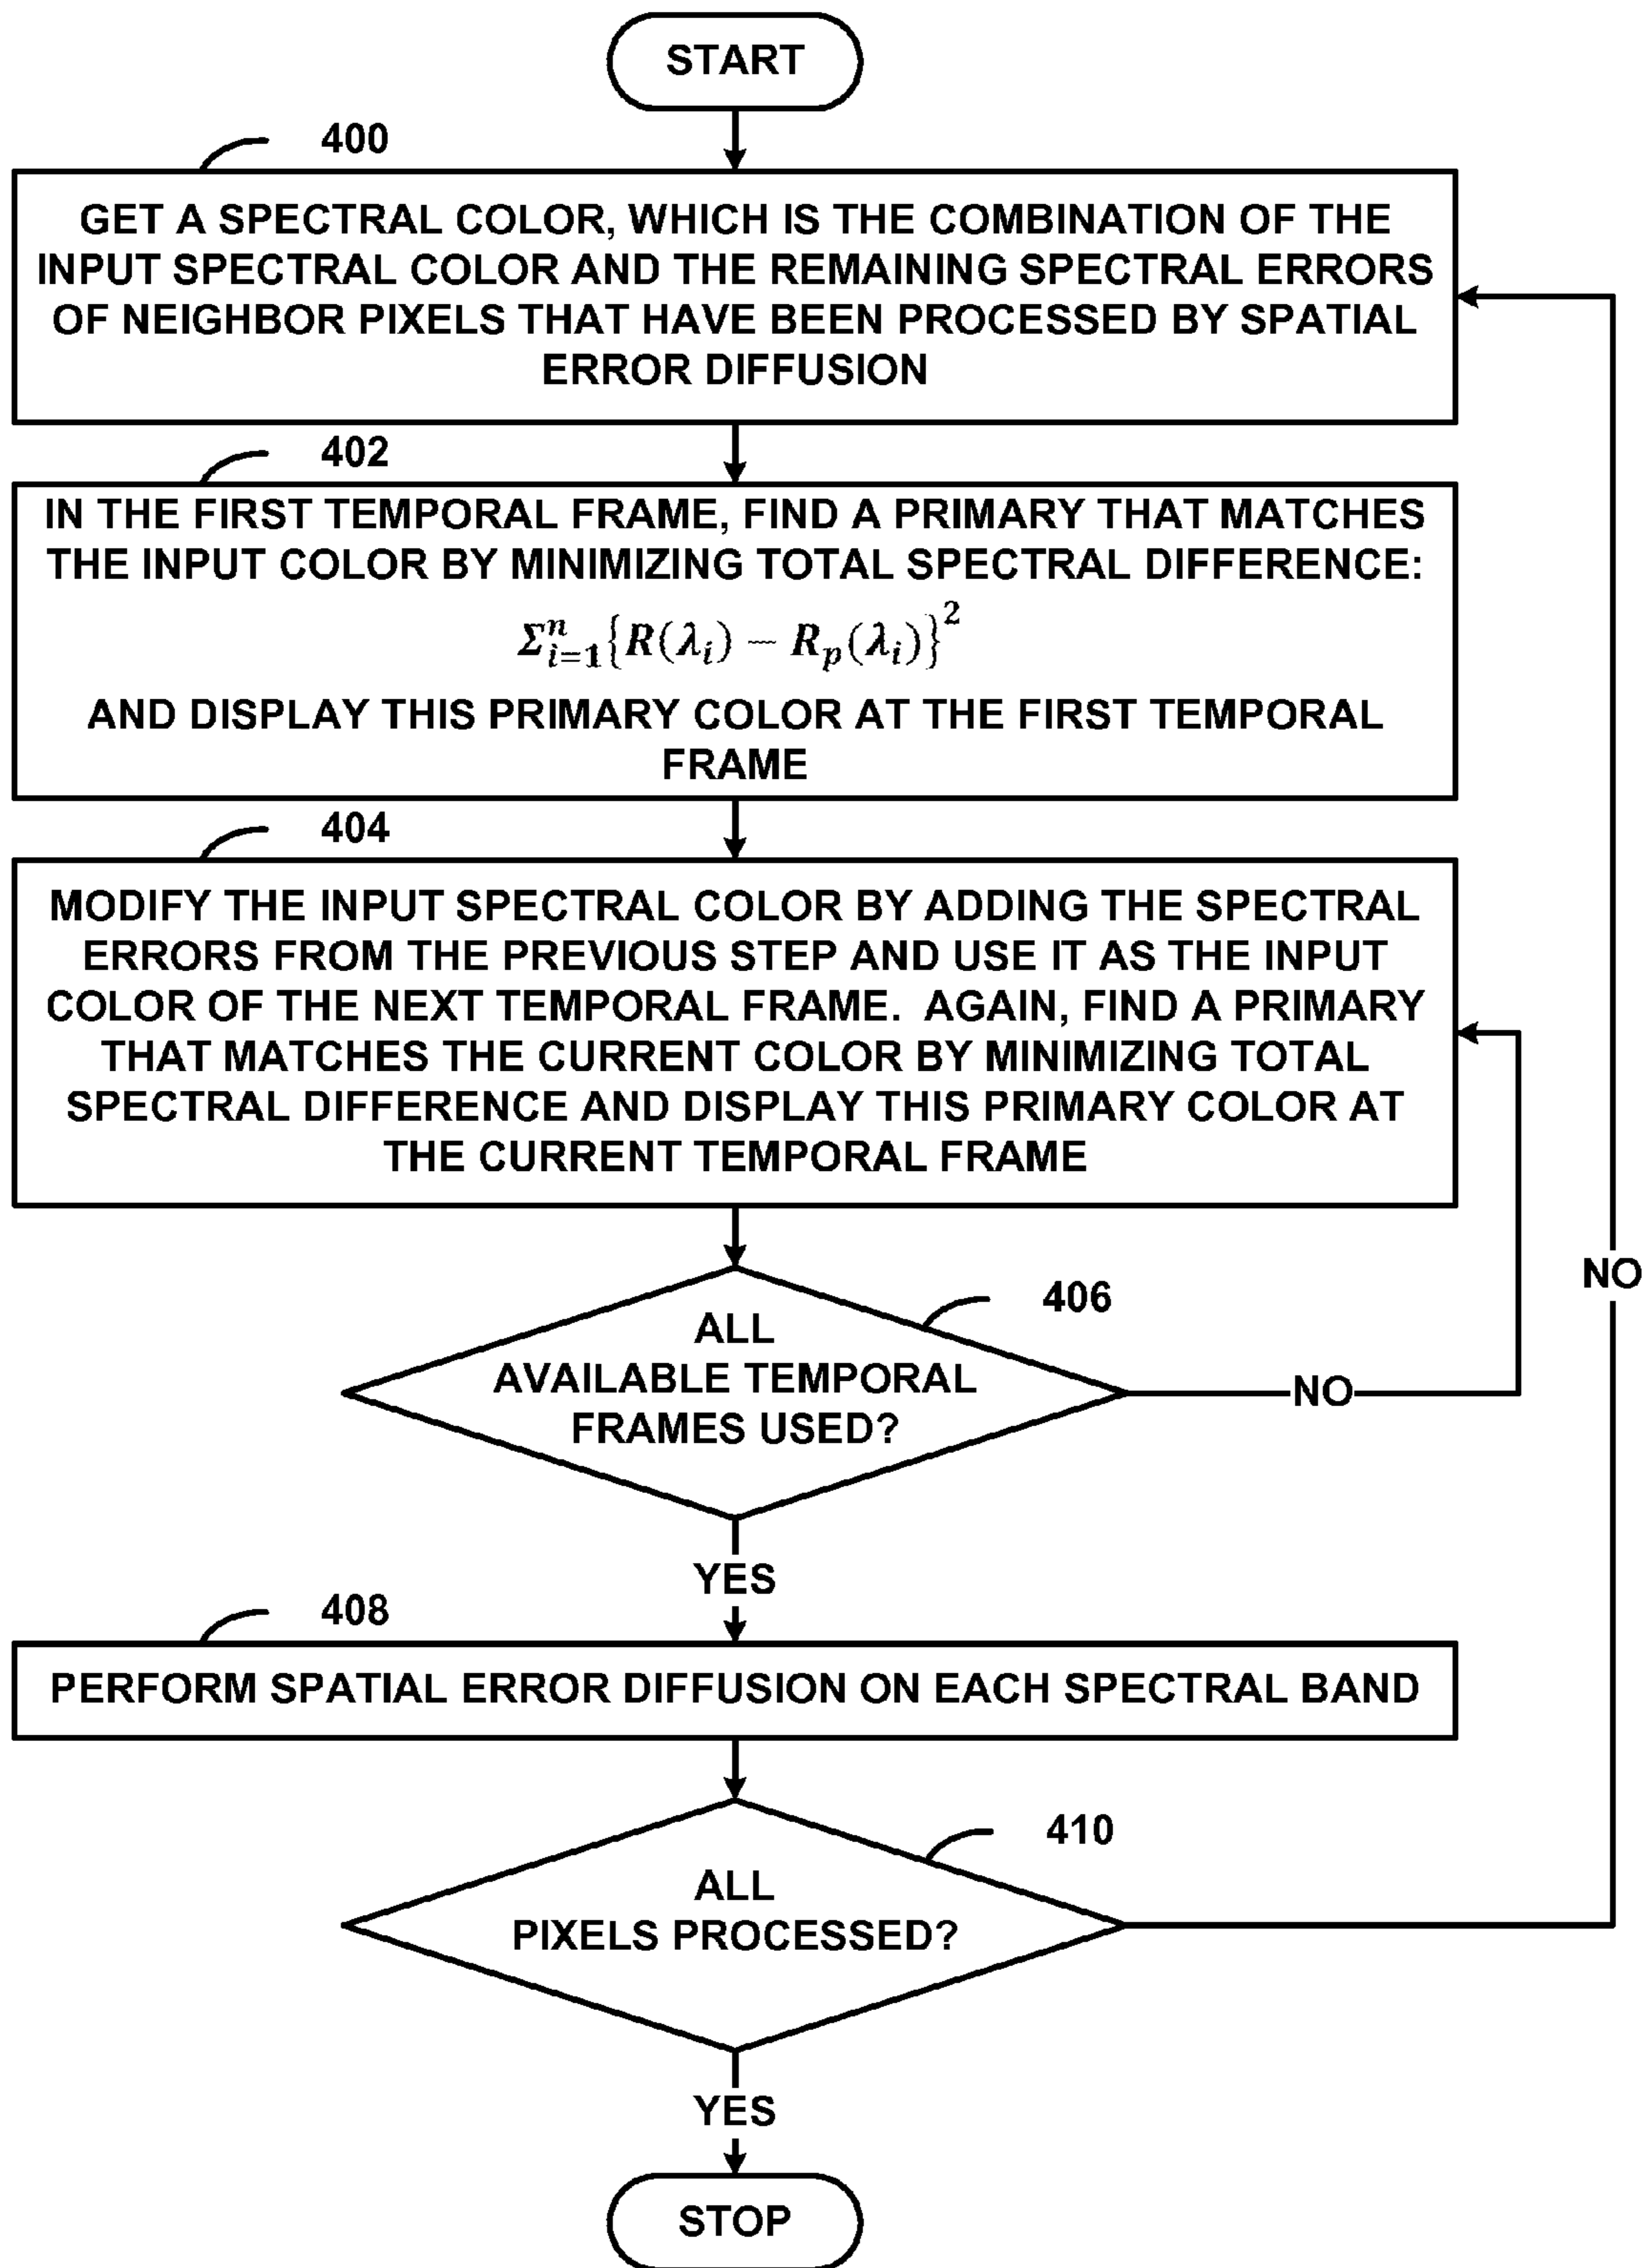 START
400
GET A SPECTRAL COLOR, WHICH IS THE COMBINATION OF THE
INPUT SPECTRAL COLOR AND THE REMAINING SPECTRAL ERRORS
OF NEIGHBOR PIXELS THAT HAVE BEEN PROCESSED BY SPATIAL
ERROR DIFFUSION
402
IN THE FIRST TEMPORAL FRAME, FIND A PRIMARY THAT MATCHES
THE INPUT COLOR BY MINIMIZING TOTAL SPECTRAL DIFFERENCE:
Σ_{i=1}^{n}{R(λ_i) − R_p(λ_i)}^2
AND DISPLAY THIS PRIMARY COLOR AT THE FIRST TEMPORAL
FRAME
404
MODIFY THE INPUT SPECTRAL COLOR BY ADDING THE SPECTRAL
ERRORS FROM THE PREVIOUS STEP AND USE IT AS THE INPUT
COLOR OF THE NEXT TEMPORAL FRAME. AGAIN, FIND A PRIMARY
THAT MATCHES THE CURRENT COLOR BY MINIMIZING TOTAL
SPECTRAL DIFFERENCE AND DISPLAY THIS PRIMARY COLOR AT
THE CURRENT TEMPORAL FRAME
406
ALL
AVAILABLE TEMPORAL
FRAMES USED?
NO
NO
YES
408
PERFORM SPATIAL ERROR DIFFUSION ON EACH SPECTRAL BAND
410
ALL
PIXELS PROCESSED?
YES
STOP